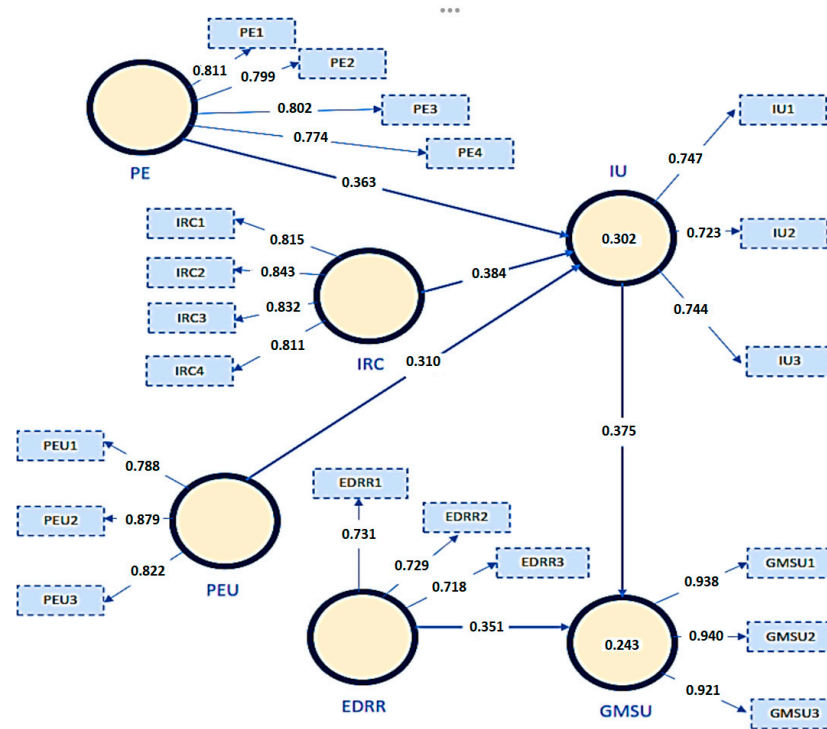 PE1
0.811
PE2
0.799
PE3
0.802
PE4
0.774
PE
0.363
IU
IU1
0.747
IU2
0.723
0.302
IU3
0.744
IRC1
0.815
IRC2
0.843
IRC3
0.832
IRC4
0.811
IRC
0.384
0.310
0.375
PEU1
0.788
PEU2
0.879
PEU3
0.822
PEU
EDRR1
0.731
EDRR2
0.729
EDRR3
0.718
EDRR
0.351
GMSU1
0.938
GMSU2
0.940
GMSU3
0.921
0.243
GMSU